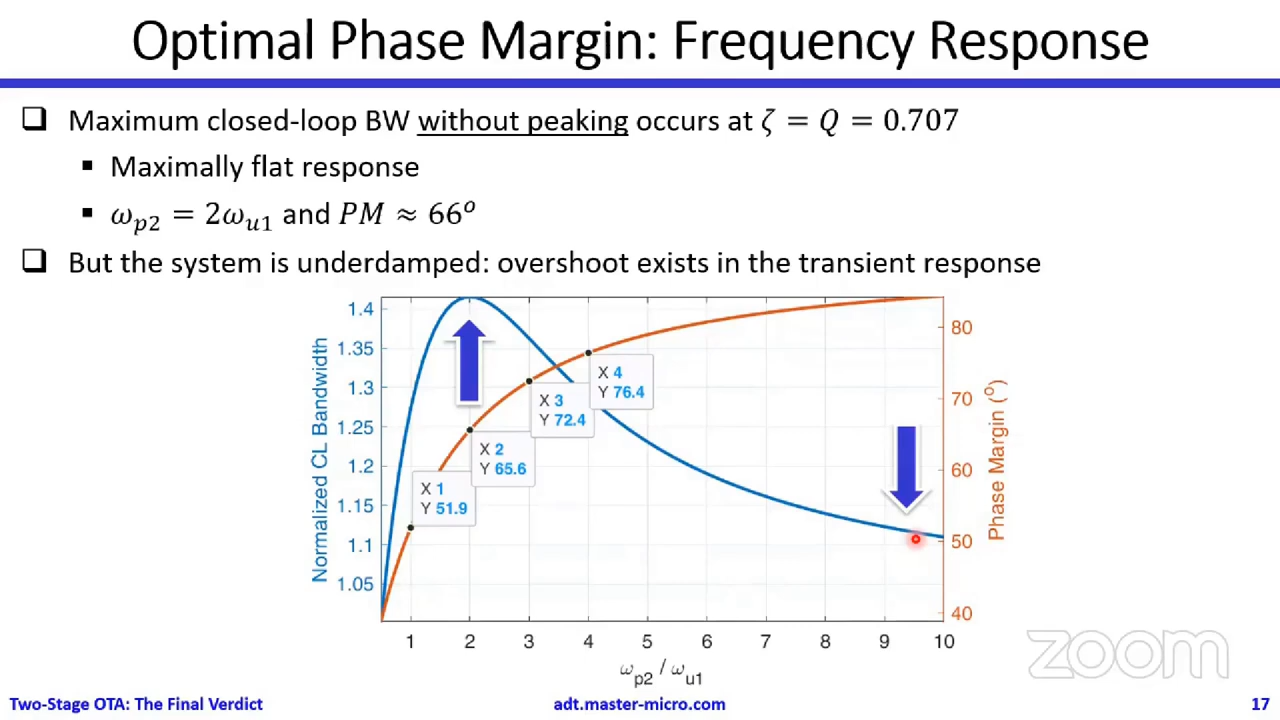 Optimal Phase Margin: Frequency Response
❑ Maximum closed-loop BW without peaking occurs at ζ = Q = 0.707
▪ Maximally flat response
▪ ω_p2 = 2ω_u1 and PM ≈ 66°
❑ But the system is underdamped: overshoot exists in the transient response
Normalized CL Bandwidth
1.4
1.35
1.3
1.25
1.2
1.15
1.1
1.05
X 1
Y 51.9
X 2
Y 65.6
X 3
Y 72.4
X 4
Y 76.4
80
70
60
50
40
Phase Margin (°)
1 2 3 4 5 6 7 8 9 10
ω_p2 / ω_u1
zoom
Two-Stage OTA: The Final Verdict
adt.master-micro.com
17